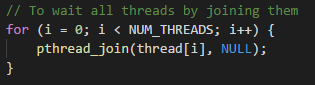 // To wait all threads by joining them
for (i = 0; i < NUM_THREADS; i++) {
    pthread_join(thread[i], NULL);
}